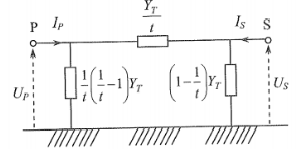 Y_T/t
P
I_P
I_S
S
U_P
1/t(1/t-1)Y_T
(1-1/t)Y_T
U_S